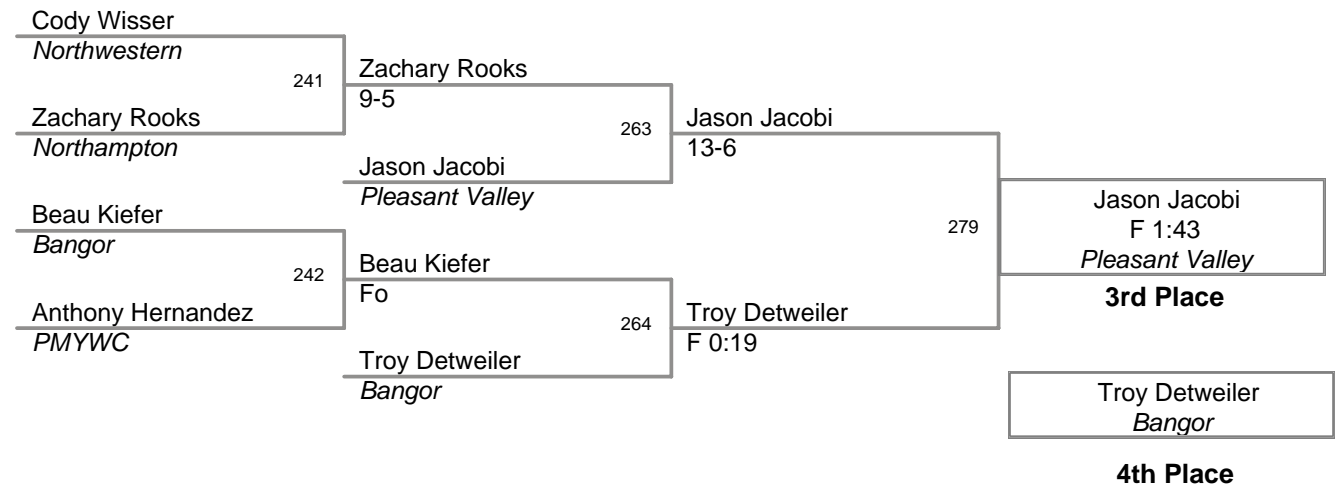 Cody Wisser
Northwestern
241
Zachary Rooks
9-5
Zachary Rooks
Northampton
263
Jason Jacobi
13-6
Jason Jacobi
Pleasant Valley
Beau Kiefer
Bangor
242
Beau Kiefer
Fo
Anthony Hernandez
PMYWC
264
Troy Detweiler
F 0:19
Troy Detweiler
Bangor
279
Jason Jacobi
F 1:43
Pleasant Valley
3rd Place
Troy Detweiler
Bangor
4th Place